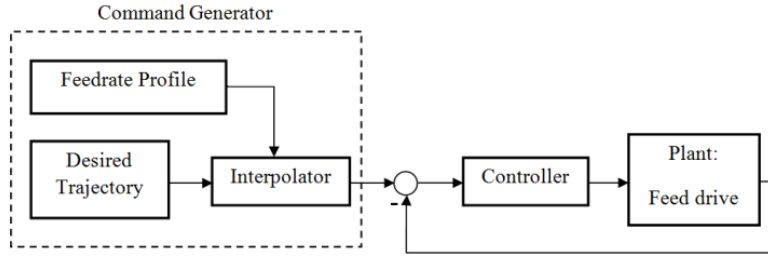 Command Generator
Feedrate Profile
Desired
Trajectory
Interpolator
-
Controller
Plant:
Feed drive